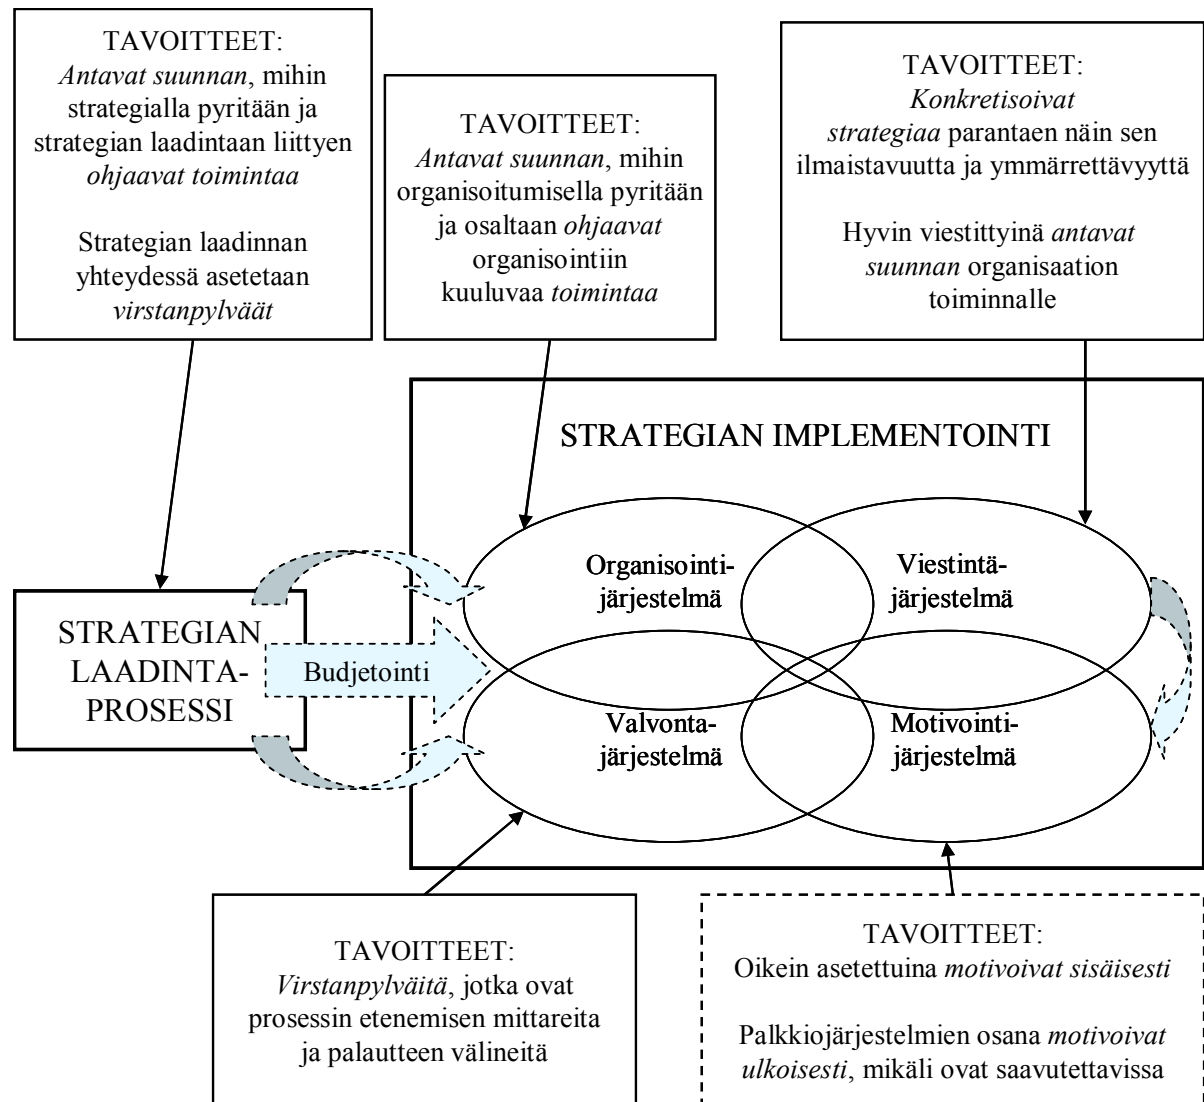 TAVOITTEET:
Antavat suunnan, mihin
strategialla pyritään ja
strategian laadintaan liittyen
ohjaavat toimintaa
Strategian laadinnan
yhteydessä asetetaan
virstanpylväät
TAVOITTEET:
Antavat suunnan, mihin
organisoitumisella pyritään
ja osaltaan ohjaavat
organisointiin
kuuluvaa toimintaa
TAVOITTEET:
Konkretisoivat
strategiaa parantaen näin sen
ilmaistavuutta ja ymmärrettävyyttä
Hyvin viestittyinä antavat
suunnan organisaation
toiminnalle
STRATEGIAN IMPLEMENTOINTI
Organisointi-
järjestelmä
Viestintä-
järjestelmä
STRATEGIAN
LAADINTA-
PROSESSI
Budjetointi
Valvonta-
järjestelmä
Motivointi-
järjestelmä
TAVOITTEET:
Virstanpylväitä, jotka ovat
prosessin etenemisen mittareita
ja palautteen välineitä
TAVOITTEET:
Oikein asetettuina motivoivat sisäisesti
Palkkiojärjestelmien osana motivoivat
ulkoisesti, mikäli ovat saavutettavissa